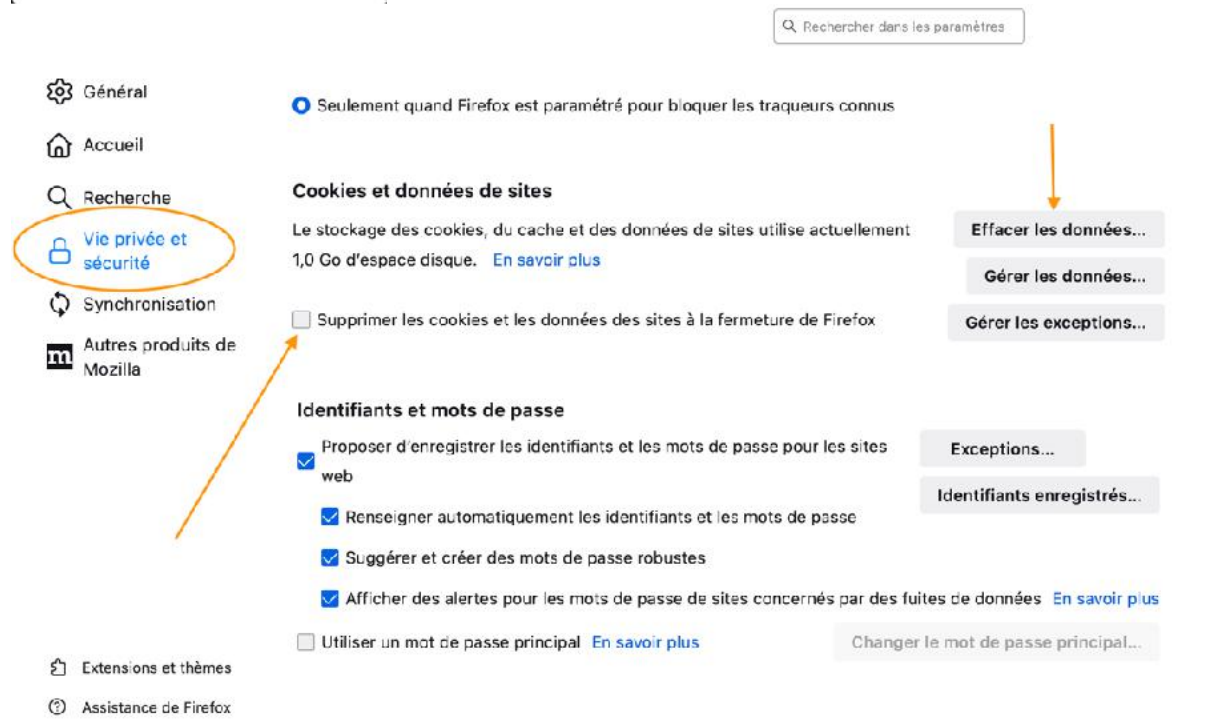 Rechercher dans les paramètres
Général
Accueil
Recherche
Vie privée et
sécurité
Synchronisation
Autres produits de
Mozilla
Extensions et thèmes
Assistance de Firefox
Seulement quand Firefox est paramétré pour bloquer les traqueurs connus
Cookies et données de sites
Le stockage des cookies, du cache et des données de sites utilise actuellement
1,0 Go d'espace disque. En savoir plus
Effacer les données...
Gérer les données...
Supprimer les cookies et les données des sites à la fermeture de Firefox
Gérer les exceptions...
Identifiants et mots de passe
Proposer d'enregistrer les identifiants et les mots de passe pour les sites
web
Exceptions...
Identifiants enregistrés...
Renseigner automatiquement les identifiants et les mots de passe
Suggérer et créer des mots de passe robustes
Afficher des alertes pour les mots de passe de sites concernés par des fuites de données En savoir plus
Utiliser un mot de passe principal En savoir plus
Changer le mot de passe principal...